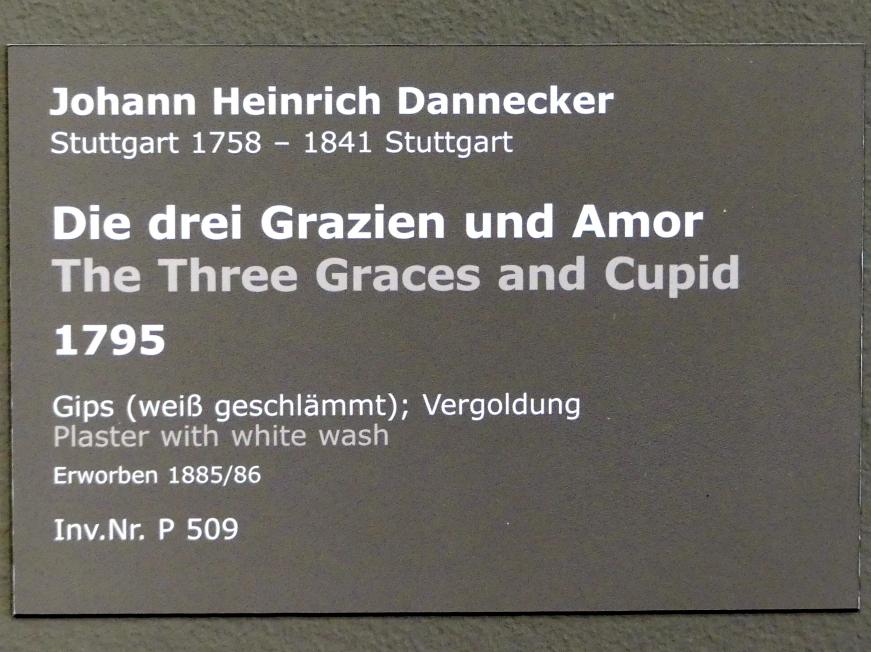 Johann Heinrich Dannecker
Stuttgart 1758 – 1841 Stuttgart
Die drei Grazien und Amor
The Three Graces and Cupid
1795
Gips (weiß geschlämmt); Vergoldung
Plaster with white wash
Erworben 1885/86
Inv.Nr. P 509